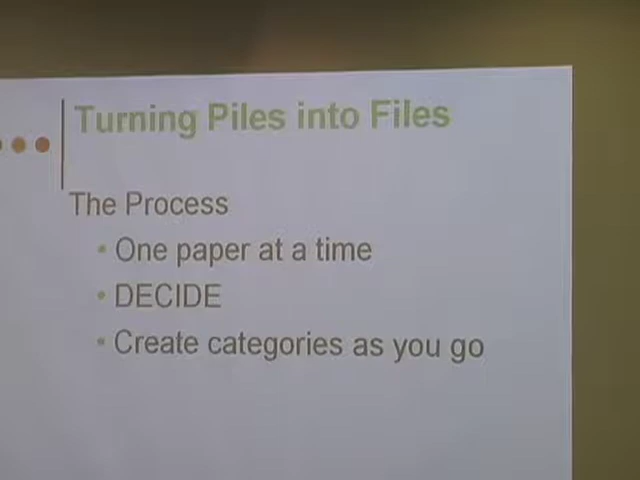 Turning Piles into Files
The Process
• One paper at a time
• DECIDE
• Create categories as you go